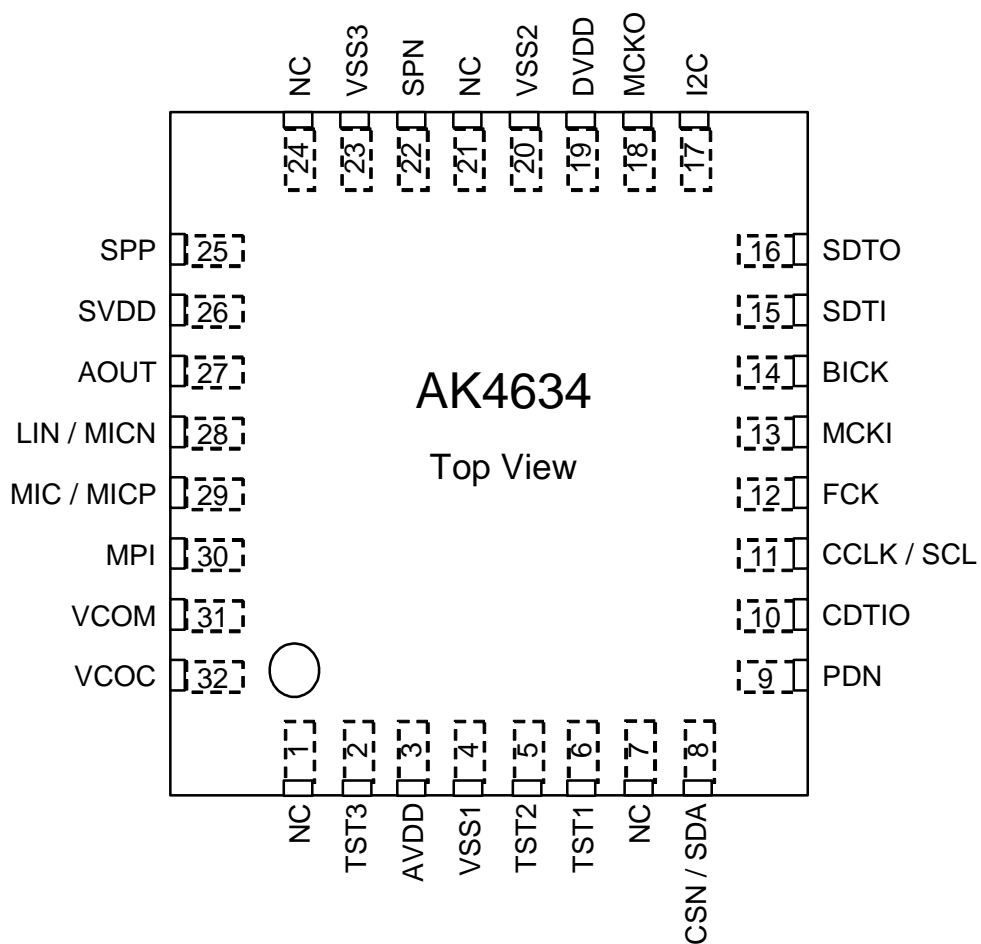 NC
VSS3
SPN
NC
VSS2
DVDD
MCKO
I2C
24
23
22
21
20
19
18
17
SPP 25
SVDD 26
AOUT 27
LIN / MICN 28
MIC / MICP 29
MPI 30
VCOM 31
VCOC 32
AK4634
Top View
16 SDTO
15 SDTI
14 BICK
13 MCKI
12 FCK
11 CCLK / SCL
10 CDTIO
9 PDN
1
2
3
4
5
6
7
8
NC
TST3
AVDD
VSS1
TST2
TST1
NC
CSN / SDA